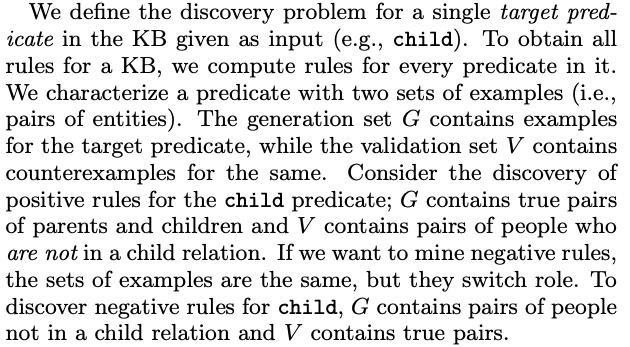 We define the discovery problem for a single target pred-
icate in the KB given as input (e.g., child). To obtain all
rules for a KB, we compute rules for every predicate in it.
We characterize a predicate with two sets of examples (i.e.,
pairs of entities). The generation set G contains examples
for the target predicate, while the validation set V contains
counterexamples for the same. Consider the discovery of
positive rules for the child predicate; G contains true pairs
of parents and children and V contains pairs of people who
are not in a child relation. If we want to mine negative rules,
the sets of examples are the same, but they switch role. To
discover negative rules for child, G contains pairs of people
not in a child relation and V contains true pairs.